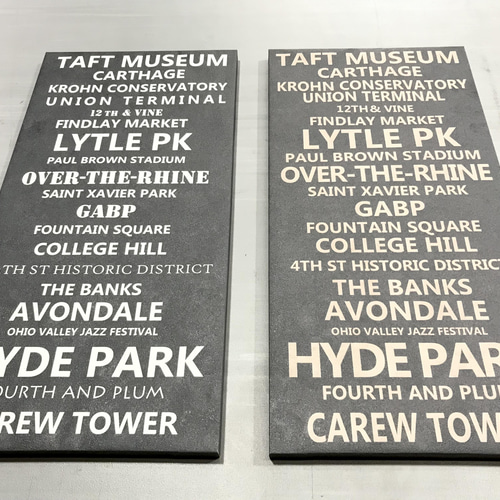 TAFT MUSEUM
CARTHAGE
KROHN CONSERVATORY
UNION TERMINAL
12TH & VINE
FINDLAY MARKET
LYTLE PK
PAUL BROWN STADIUM
OVER-THE-RHINE
SAINT XAVIER PARK
GABP
FOUNTAIN SQUARE
COLLEGE HILL
TH ST HISTORIC DISTRICT
THE BANKS
AVONDALE
OHIO VALLEY JAZZ FESTIVAL
YDE PARK
OURTH AND PLUM
REW TOWER
TAFT MUSEUM
CARTHAGE
KROHN CONSERVATORY
UNION TERMINAL
12TH & VINE
FINDLAY MARKET
LYTLE PK
PAUL BROWN STADIUM
OVER-THE-RHINE
SAINT XAVIER PARK
GABP
FOUNTAIN SQUARE
COLLEGE HILL
4TH ST HISTORIC DISTRIC
THE BANKS
AVONDALE
OHIO VALLEY JAZZ FESTIVAL
HYDE PAR
FOURTH AND PLU
CAREW TOW